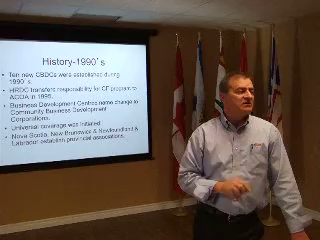 History-1990's
• Ten new CBDCs were established during
1990's.
• HRDC transfers responsibility for CF program to
ACOA in 1995.
• Business Development Centres name change to
Community Business Development
Corporations.
• Universal coverage was initiated.
• Nova Scotia, New Brunswick & Newfoundland &
Labrador establish provincial associations.